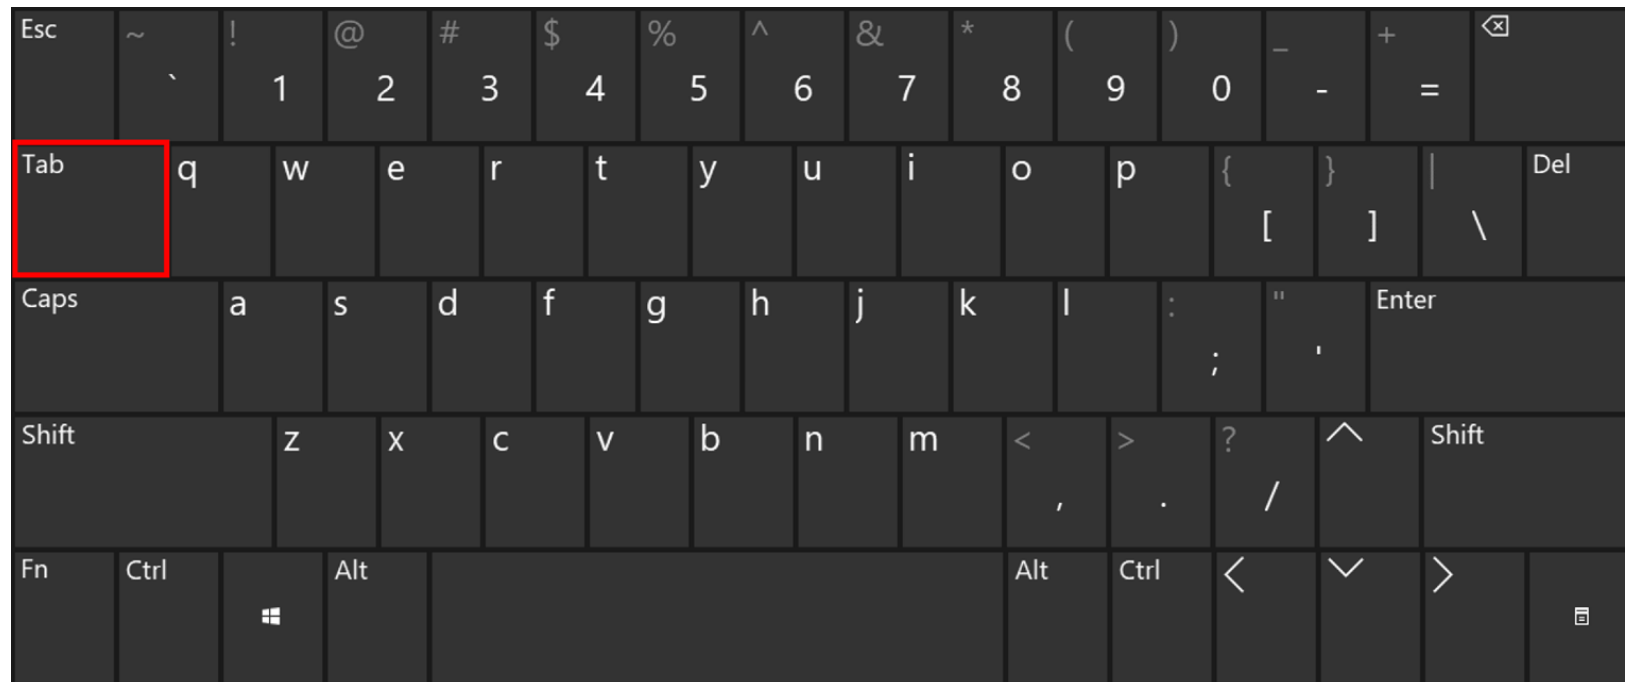 Esc ~ ` ! 1 @ 2 # 3 $ 4 % 5 ^ 6 & 7 * 8 ( 9 ) 0 _ - + =
Tab q w e r t y u i o p { [ } ] | \ Del
Caps a s d f g h j k l : ; " ' Enter
Shift z x c v b n m < , > . ? / Shift
Fn Ctrl Alt Alt Ctrl